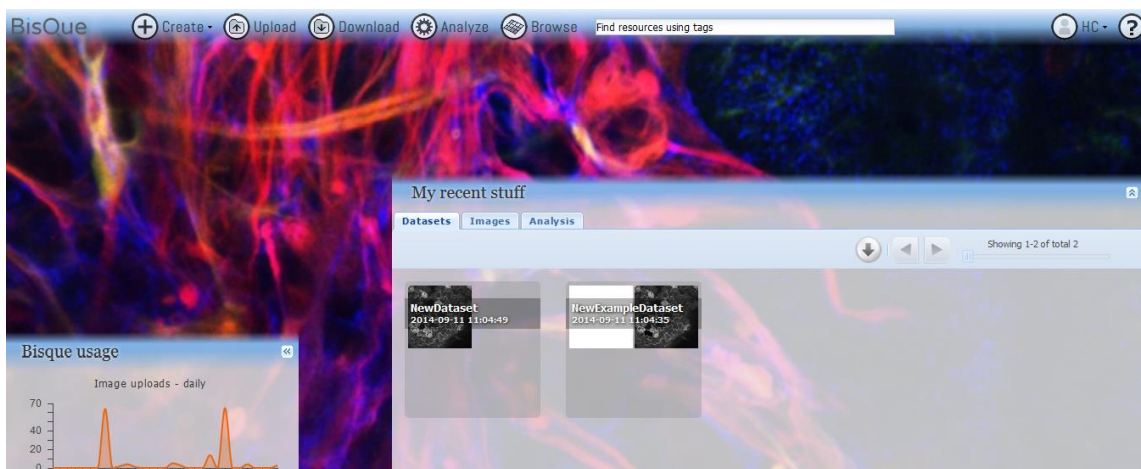 BisQue Create Upload Download Analyze Browse Find resources using tags HC ?
My recent stuff
Datasets Images Analysis
Showing 1-2 of total 2
NewDataset
2014-09-11 11:04:49
NewExampleDataset
2014-09-11 11:04:35
Bisque usage
Image uploads - daily
70
40
20
0